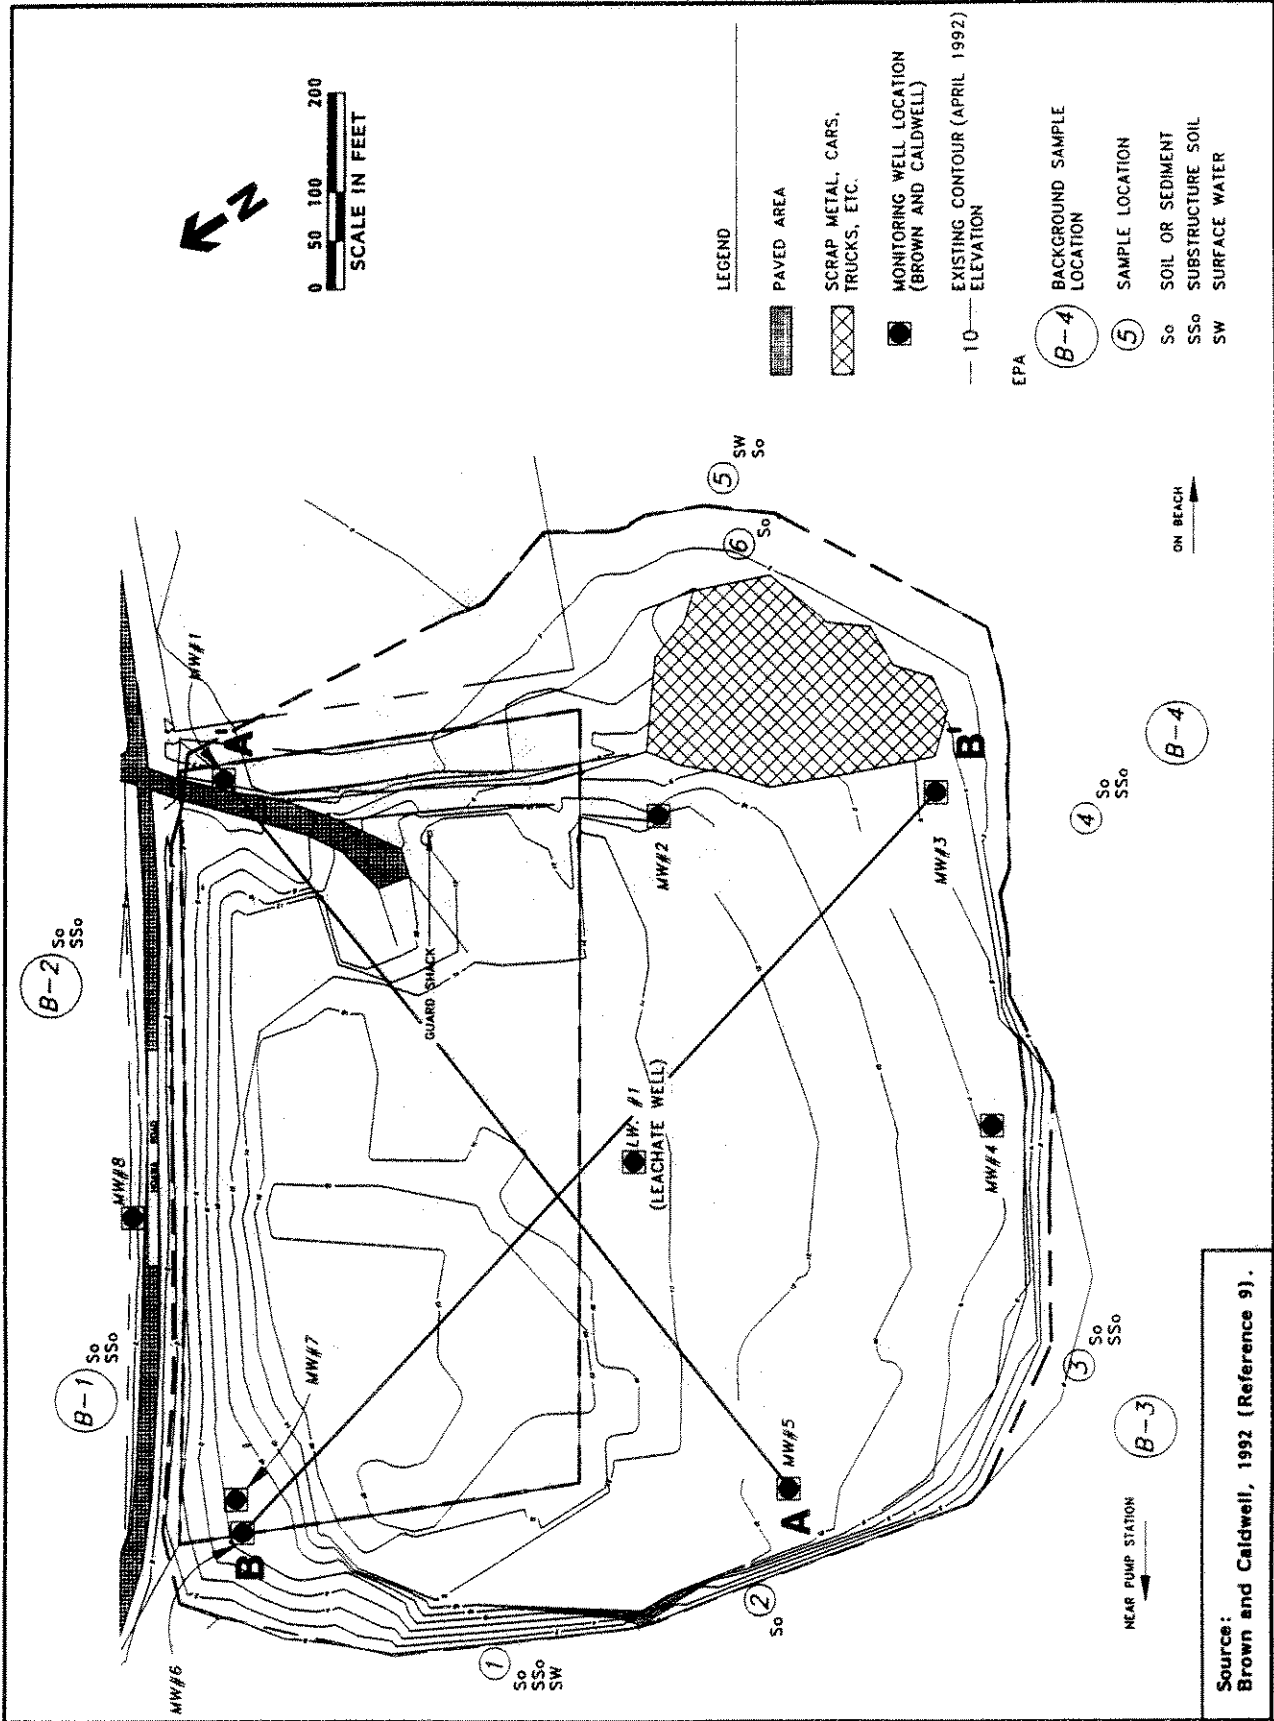 N
0 50 100 200
SCALE IN FEET
LEGEND
PAVED AREA
SCRAP METAL, CARS,
TRUCKS, ETC.
MONITORING WELL LOCATION
(BROWN AND CALDWELL)
10
EXISTING CONTOUR (APRIL 1992)
ELEVATION
EPA
B-4
BACKGROUND SAMPLE
LOCATION
5
SAMPLE LOCATION
So
SOIL OR SEDIMENT
SSo
SUBSTRUCTURE SOIL
SW
SURFACE WATER
B-1
So
SSo
B-2
So
SSo
MW#8
ROAD
MW#1
A'
MW#6
B
MW#7
GUARD SHACK
MW#2
LW. #1
(LEACHATE WELL)
MW#5
A
MW#3
B'
MW#4
1
So
SSo
SW
2
So
3
So
SSo
4
So
SSo
5
SW
So
6
So
B-3
NEAR PUMP STATION
B-4
ON BEACH
Source:
Brown and Caldwell, 1992 (Reference 9).